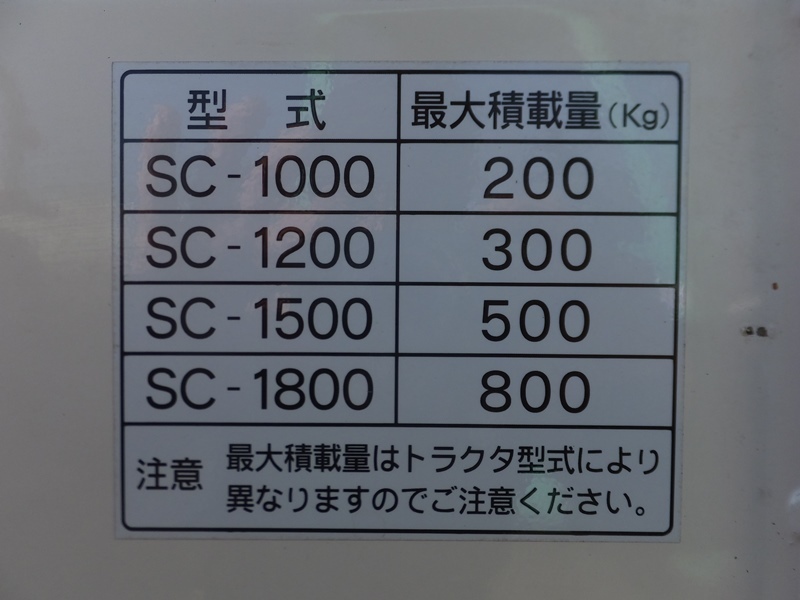 型式 最大積載量(Kg)
SC-1000 200
SC-1200 300
SC-1500 500
SC-1800 800
注意 最大積載量はトラクタ型式により
異なりますのでご注意ください。